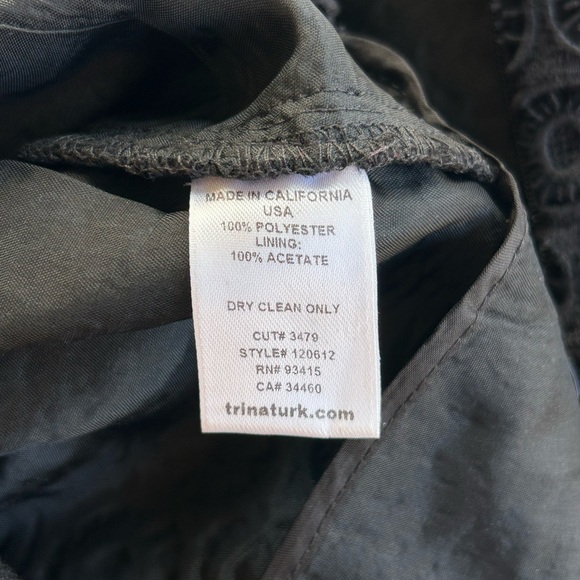 MADE IN CALIFORNIA
USA
100% POLYESTER
LINING:
100% ACETATE
DRY CLEAN ONLY
CUT# 3479
STYLE# 120612
RN# 93415
CA# 34460
trinaturk.com